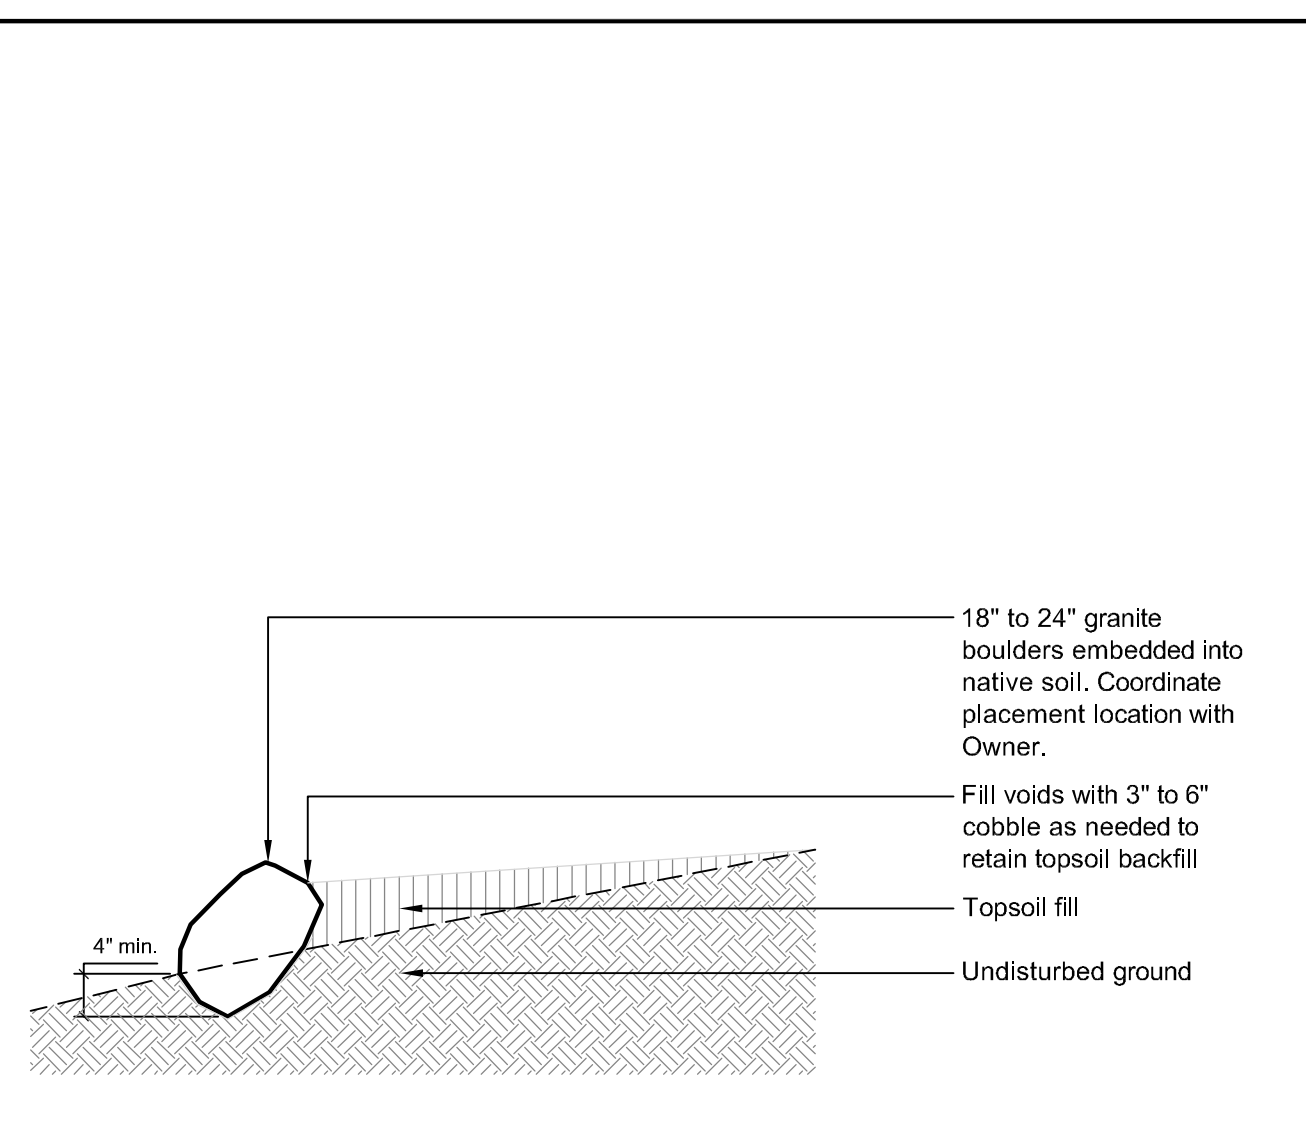 18" to 24" granite
boulders embedded into
native soil. Coordinate
placement location with
Owner.
Fill voids with 3" to 6"
cobble as needed to
retain topsoil backfill
Topsoil fill
4" min.
Undisturbed ground